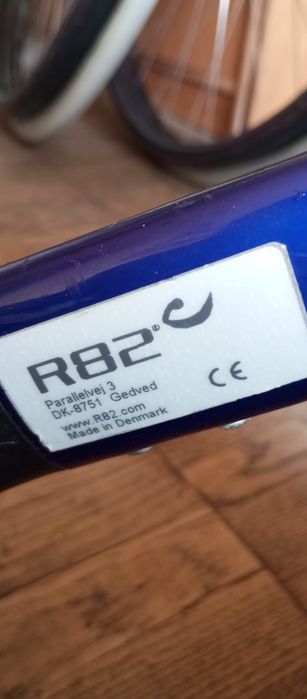 R82®
CE
Parallelvej 3
DK-8751 Gedved
www.R82.com
Made in Denmark